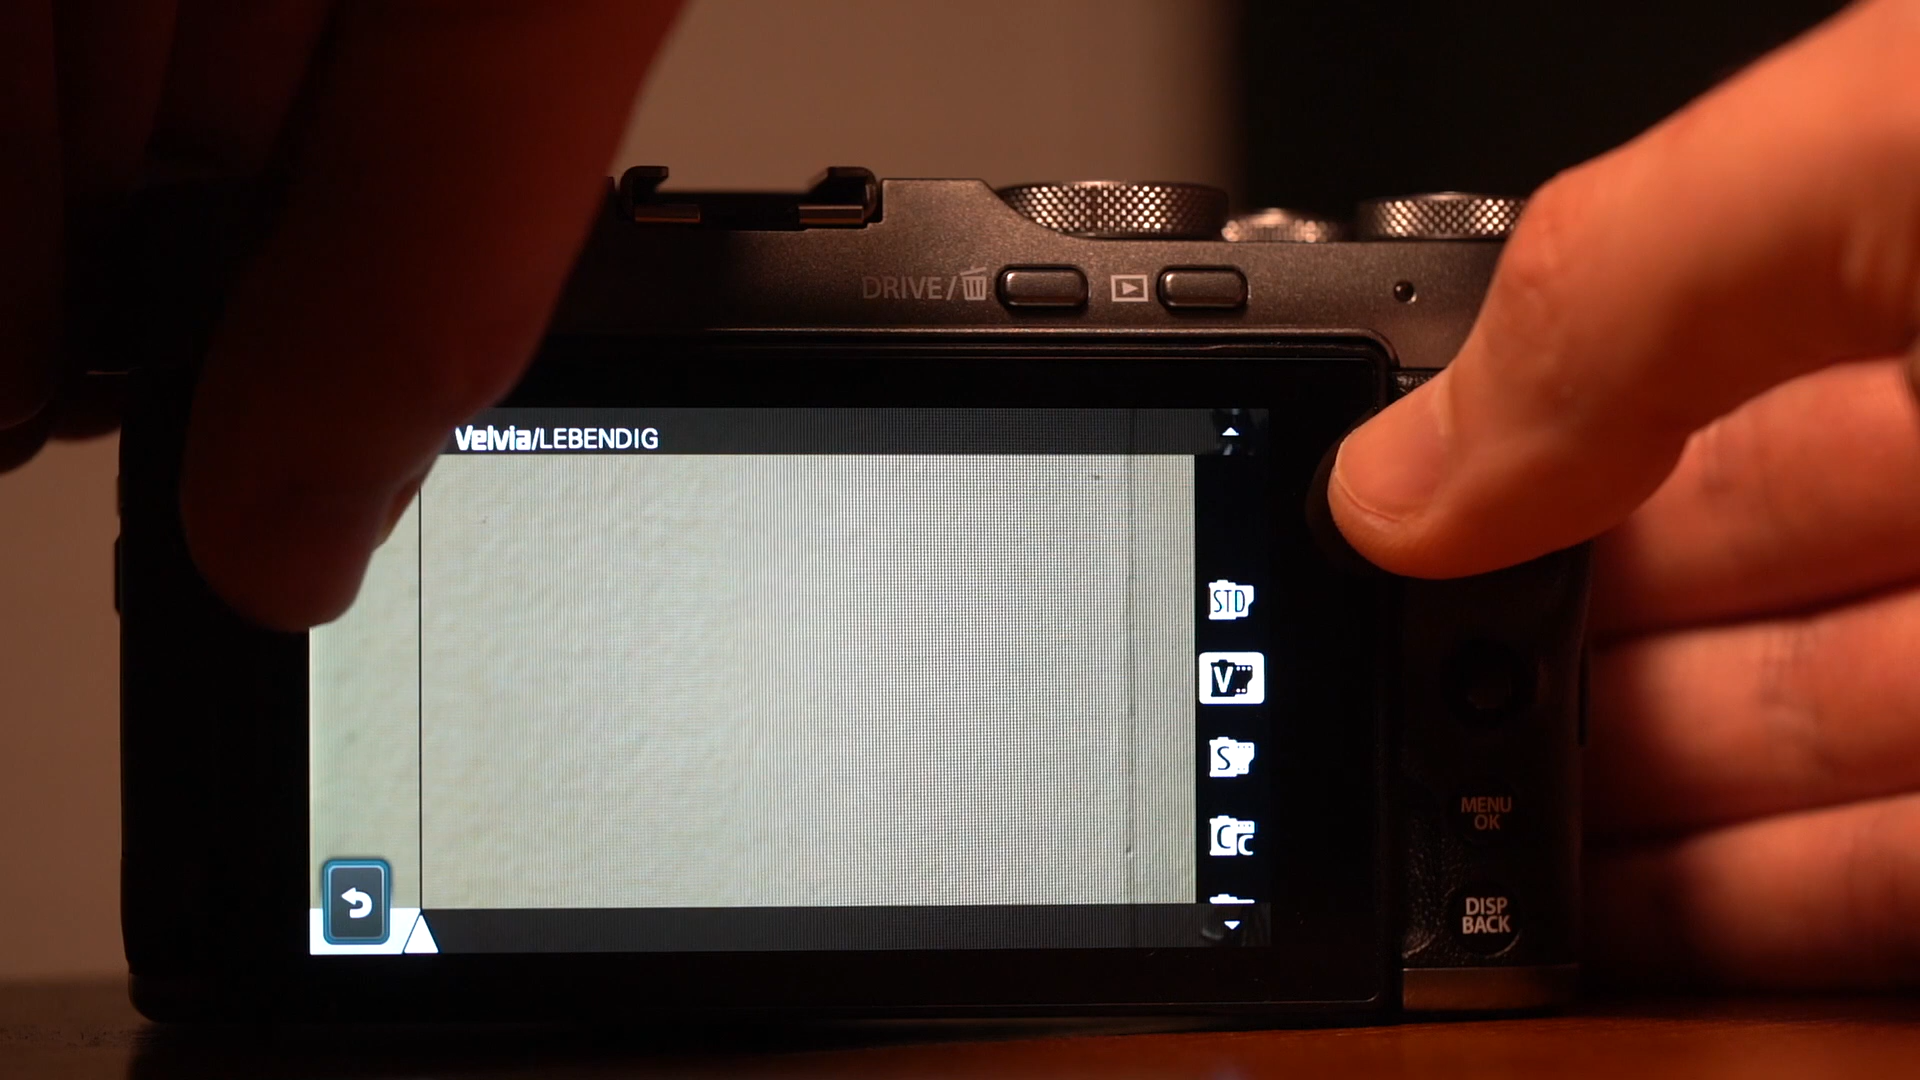 DRIVE/
Velvia/LEBENDIG
STD
V
S
Cc
MENU
OK
DISP
BACK